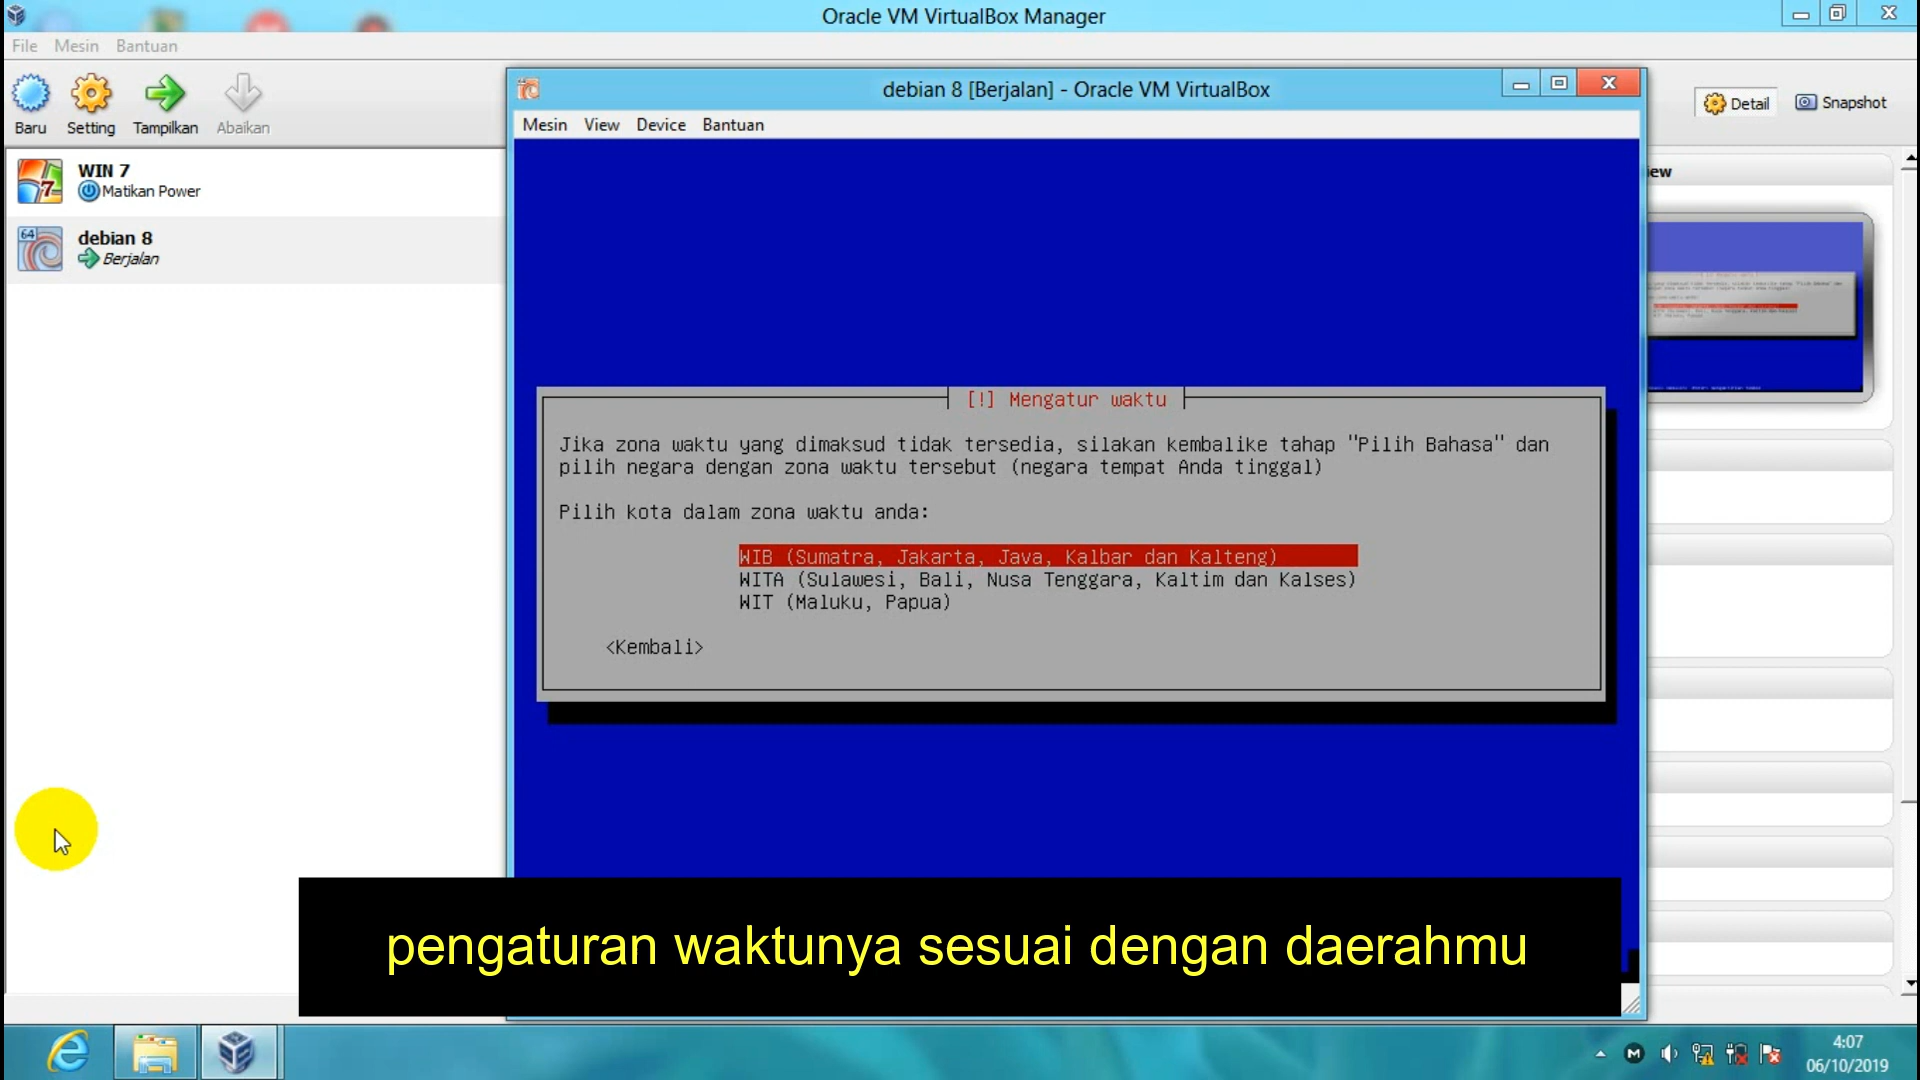 Oracle VM VirtualBox Manager
File Mesin Bantuan
Baru Setting Tampilkan Abaikan
Detail Snapshot
WIN 7
Matikan Power
64
debian 8
Berjalan
debian 8 [Berjalan] - Oracle VM VirtualBox
Mesin View Device Bantuan
iew
[!] Mengatur waktu
Jika zona waktu yang dimaksud tidak tersedia, silakan kembalike tahap "Pilih Bahasa" dan
pilih negara dengan zona waktu tersebut (negara tempat Anda tinggal)
Pilih kota dalam zona waktu anda:
WIB (Sumatra, Jakarta, Java, Kalbar dan Kalteng)
WITA (Sulawesi, Bali, Nusa Tenggara, Kaltim dan Kalses)
WIT (Maluku, Papua)
<Kembali>
pengaturan waktunya sesuai dengan daerahmu
4:07
06/10/2019